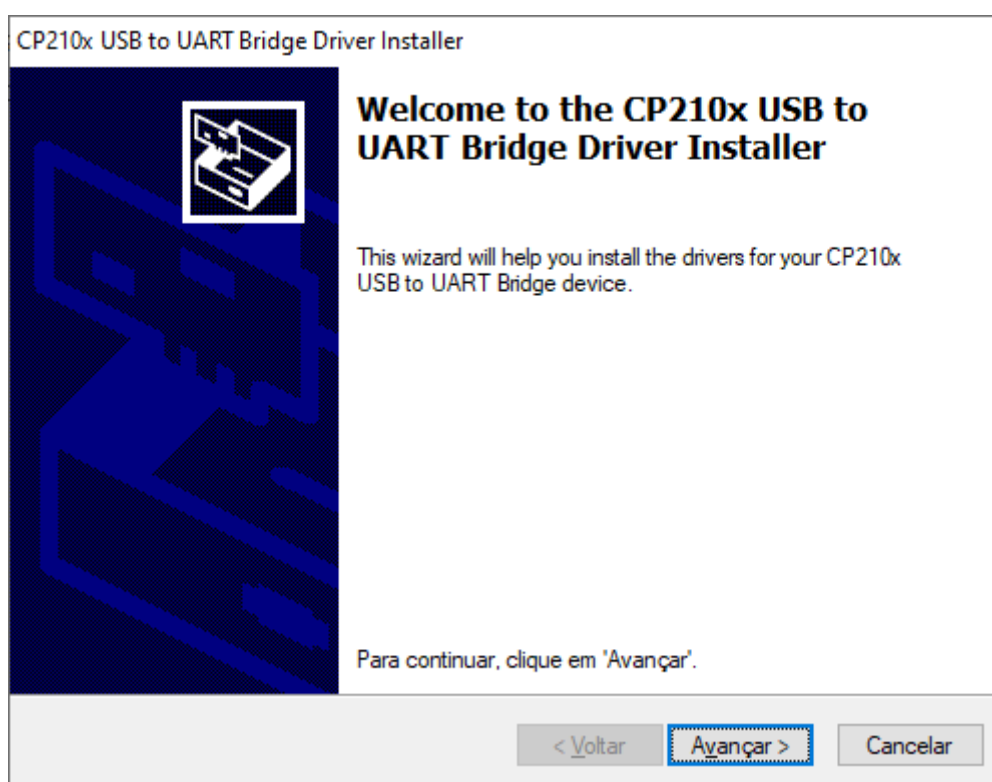 CP210x USB to UART Bridge Driver Installer
Welcome to the CP210x USB to
UART Bridge Driver Installer
This wizard will help you install the drivers for your CP210x
USB to UART Bridge device.
Para continuar, clique em 'Avançar'.
< Voltar
Avançar >
Cancelar